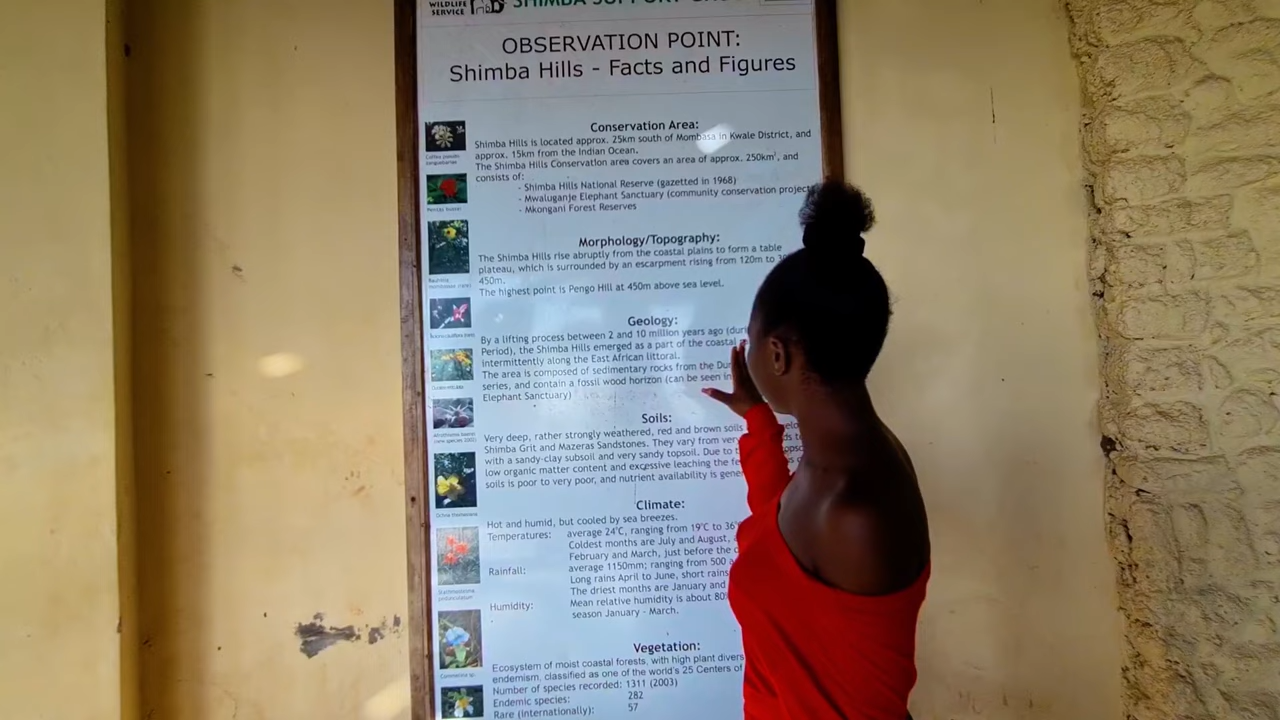 WILDLIFE
SERVICE
SHIMBA SUPPORT
OBSERVATION POINT:
Shimba Hills - Facts and Figures
Conservation Area:
Shimba Hills is located approx. 25km south of Mombasa in Kwale District, and
approx. 15km from the Indian Ocean.
The Shimba Hills Conservation area covers an area of approx. 250km², and
consists of:
- Shimba Hills National Reserve (gazetted in 1968)
- Mwaluganje Elephant Sanctuary (community conservation project
- Mkongani Forest Reserves
Morphology/Topography:
The Shimba Hills rise abruptly from the coastal plains to form a table
plateau, which is surrounded by an escarpment rising from 120m to
450m.
The highest point is Pengo Hill at 450m above sea level.
Geology:
By a lifting process between 2 and 10 million years ago
Period), the Shimba Hills emerged as a part of the coastal
intermittently along the East African littoral.
The area is composed of sedimentary rocks from the
series, and contain a fossil wood horizon (can be seen in
Elephant Sanctuary)
Soils:
Very deep, rather strongly weathered, red and brown soils
Shimba Grit and Mazeras Sandstones. They vary from very
with a sandy-clay subsoil and very sandy topsoil. Due to
low organic matter content and excessive leaching the
soils is poor to very poor, and nutrient availability is
Climate:
Hot and humid, but cooled by sea breezes.
Temperatures: average 24°C, ranging from 19°C to 36°
Coldest months are July and August,
February and March, just before the
Rainfall: average 1150mm; ranging from 500
Long rains April to June, short rains
The driest months are January and
Humidity: Mean relative humidity is about 80
season January - March.
Vegetation:
Ecosystem of moist coastal forests, with high plant
endemism, classified as one of the world's 25 Centers of
Number of species recorded: 1311 (2003)
Endemic species: 282
Rare (internationally): 57